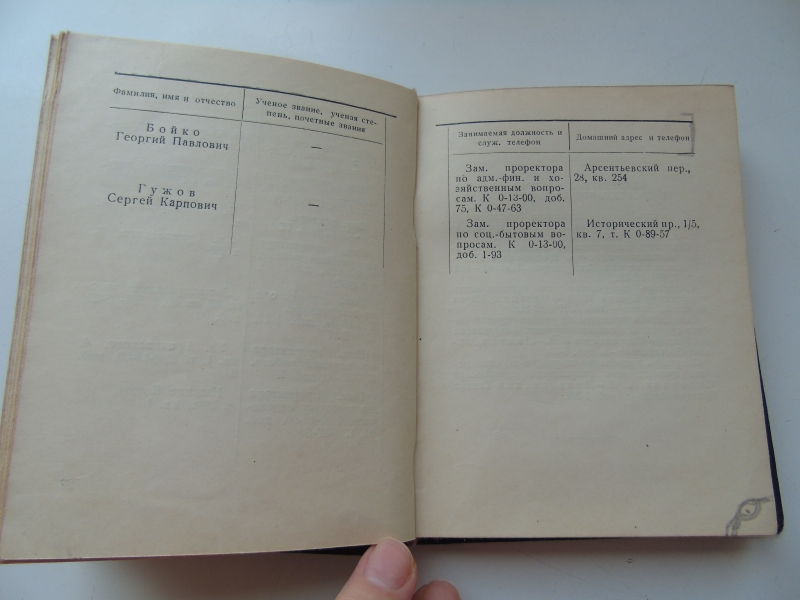 Фамилия, имя и отчество
Ученое звание, ученая сте-
пень, почетные звания
Бойко
Георгий Павлович
—
Гужов
Сергей Карпович
—
Занимаемая должность и
служ. телефон
Домашний адрес и телефон
Зам. проректора
по адм.-фин. и хо-
зяйственным вопро-
сам. К 0-13-00, доб.
75, К 0-47-63
Арсентьевский пер.,
28, кв. 254
Зам. проректора
по соц.-бытовым во-
просам. К 0-13-00,
доб. 1-93
Исторический пр., 1/5,
кв. 7, т. К 0-89-57